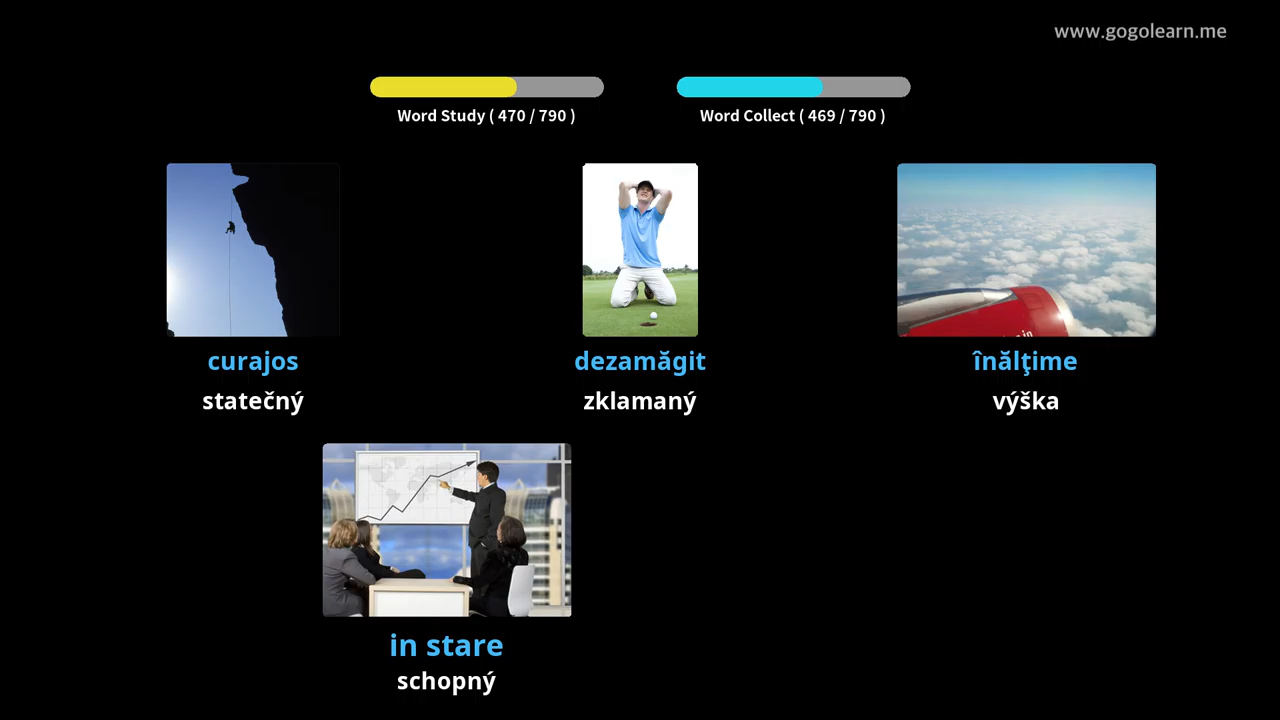 www.gogolearn.me
Word Study ( 470 / 790 )
Word Collect ( 469 / 790 )
curajos
dezamăgit
înălţime
statečný
zklamaný
výška
in stare
schopný